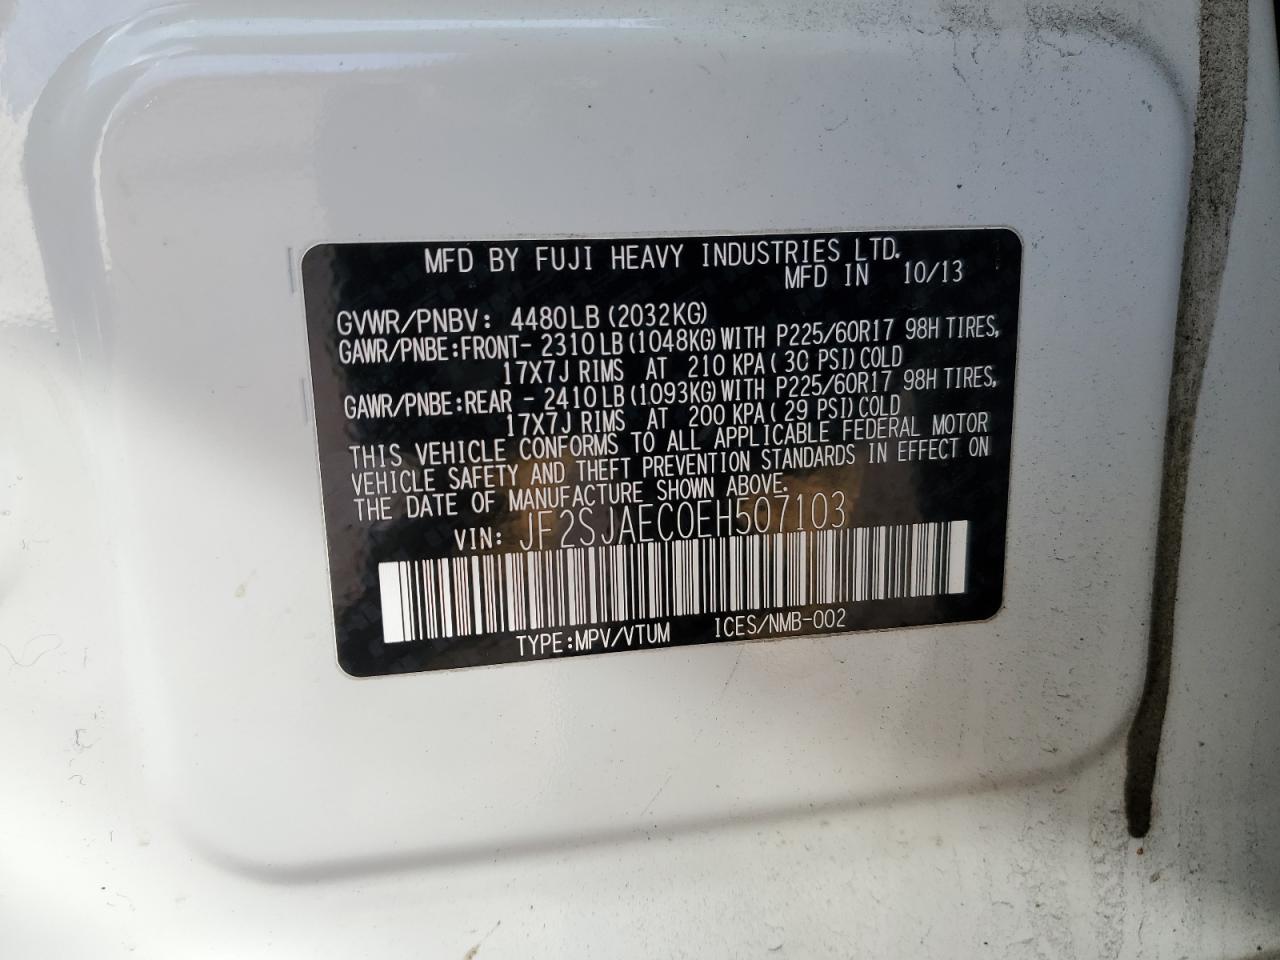 MFD BY FUJI HEAVY INDUSTRIES LTD.
MFD IN 10/13
GVWR/PNBV: 4480LB (2032KG)
GAWR/PNBE:FRONT- 2310LB (1048KG) WITH P225/60R17 98H TIRES,
17X7J RIMS AT 210 KPA( 30 PSI) COLD
GAWR/PNBE:REAR - 2410LB (1093KG) WITH P225/60R17 98H TIRES,
17X7J RIMS AT 200 KPA( 29 PSI) COLD
THIS VEHICLE CONFORMS TO ALL APPLICABLE FEDERAL MOTOR
VEHICLE SAFETY AND THEFT PREVENTION STANDARDS IN EFFECT ON
THE DATE OF MANUFACTURE SHOWN ABOVE.
VIN: JF2SJAEC0EH507103
TYPE:MPV/VTUM ICES/NMB-002